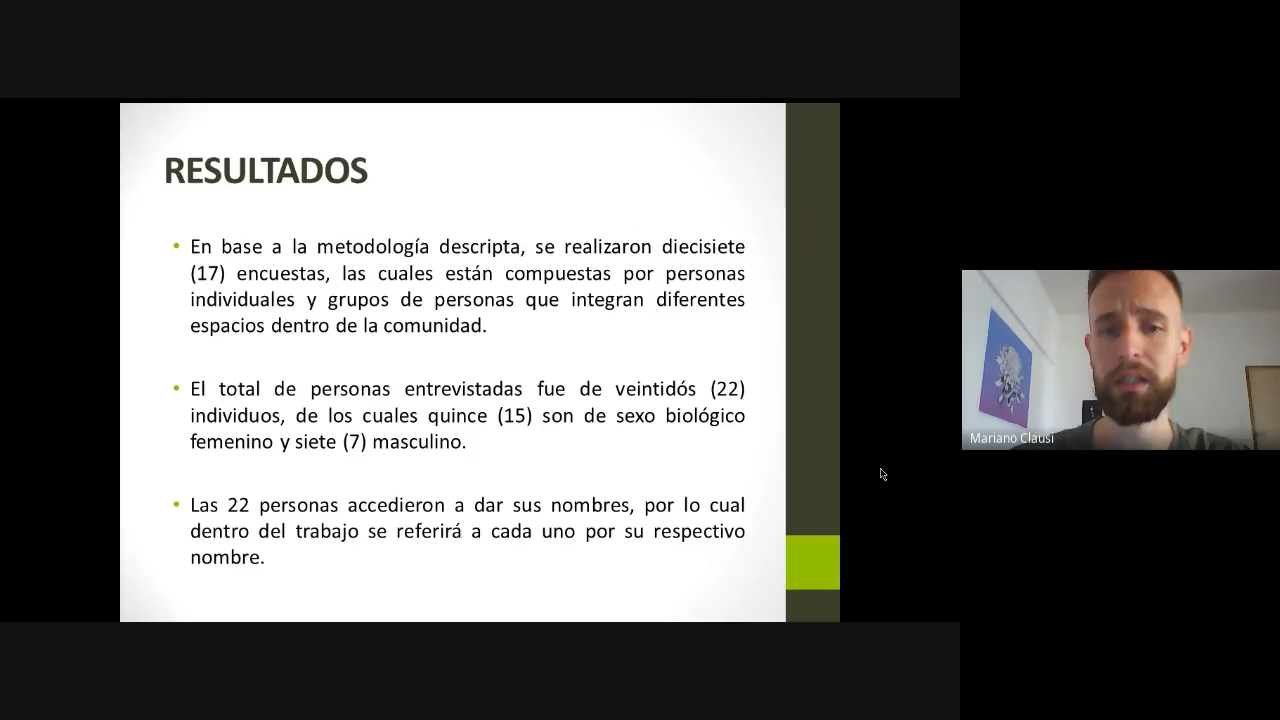 RESULTADOS
• En base a la metodología descripta, se realizaron diecisiete
(17) encuestas, las cuales están compuestas por personas
individuales y grupos de personas que integran diferentes
espacios dentro de la comunidad.
• El total de personas entrevistadas fue de veintidós (22)
individuos, de los cuales quince (15) son de sexo biológico
femenino y siete (7) masculino.
• Las 22 personas accedieron a dar sus nombres, por lo cual
dentro del trabajo se referirá a cada uno por su respectivo
nombre.
Mariano Clausi